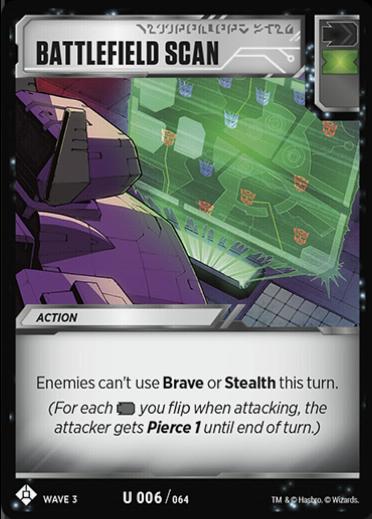 BATTLEFIELD SCAN
ACTION
Enemies can't use Brave or Stealth this turn.
(For each you flip when attacking, the
attacker gets Pierce 1 until end of turn.)
WAVE 3 U 006/064 TM & © Hasbro. © Wizards.